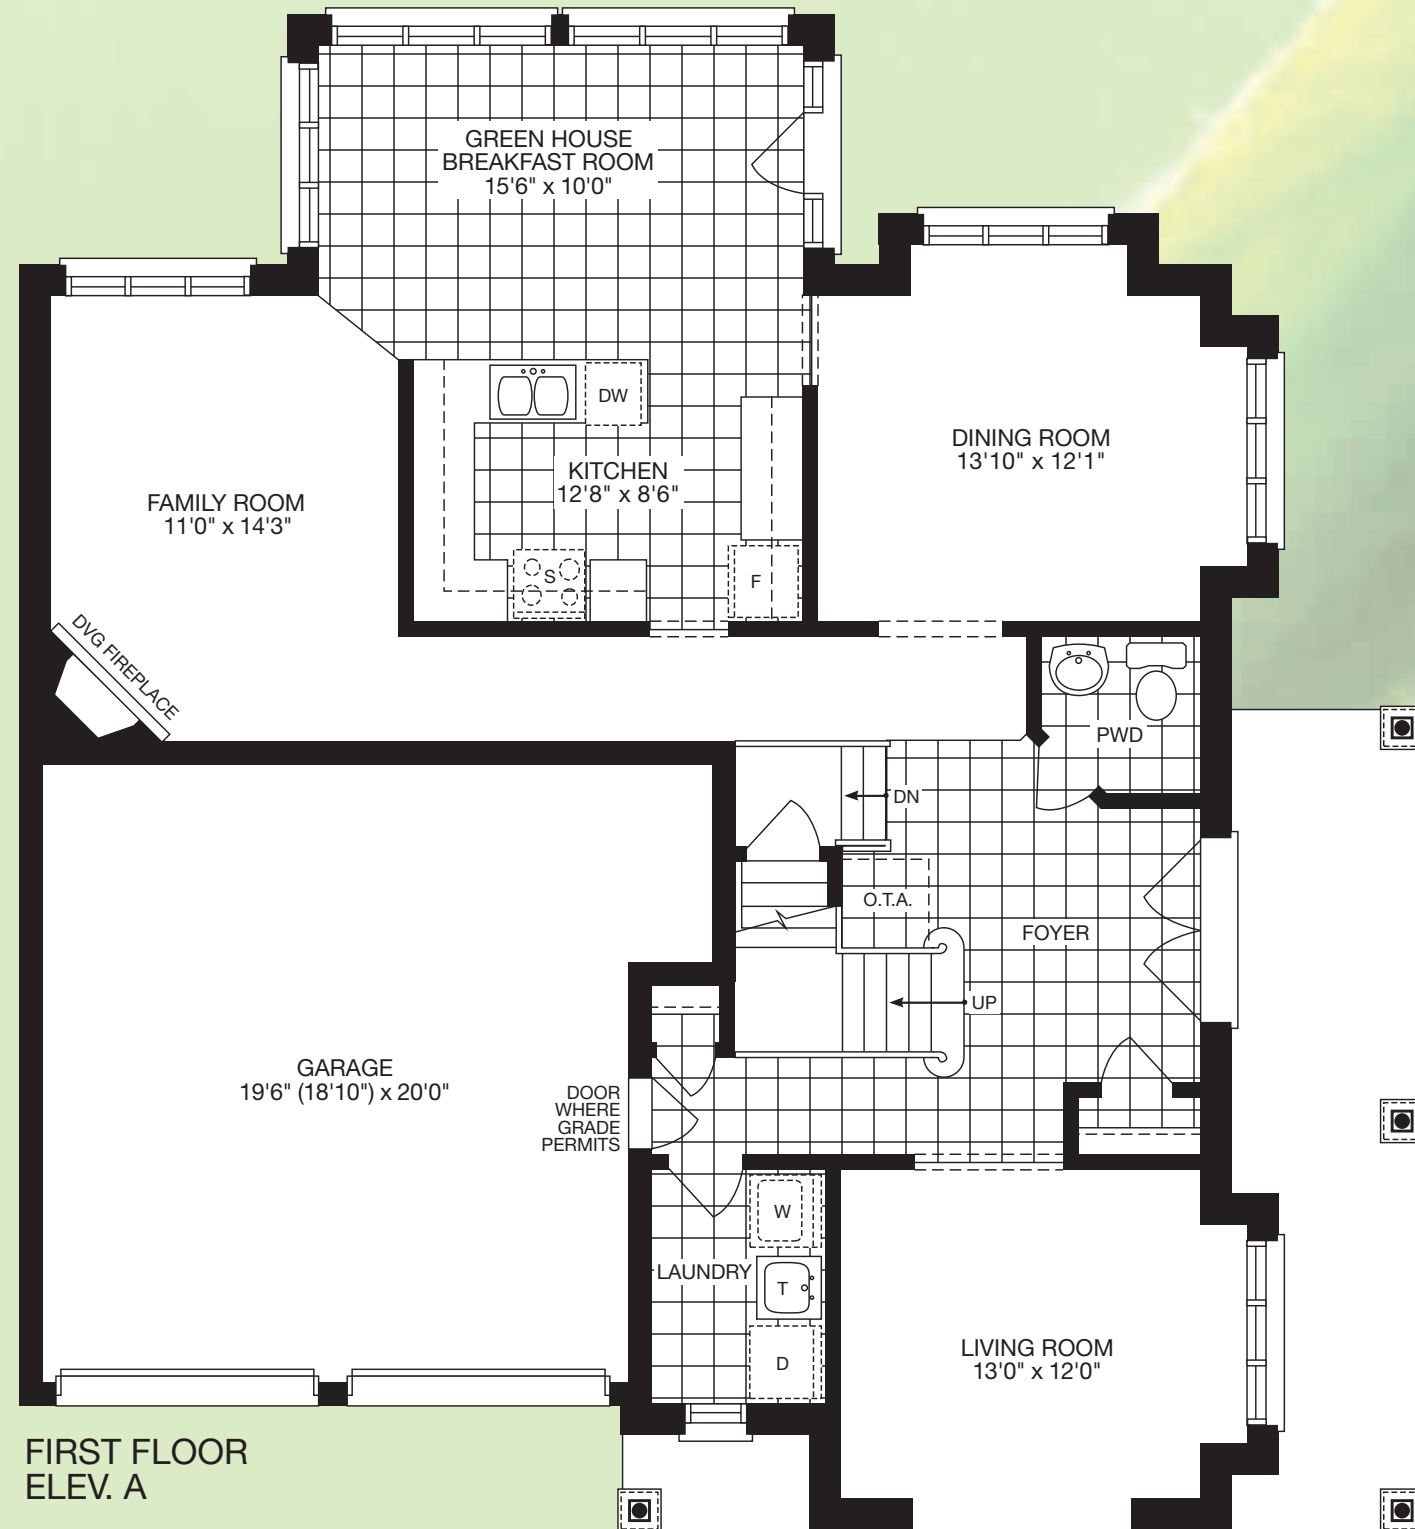 GREEN HOUSE
BREAKFAST ROOM
15'6" x 10'0"
DINING ROOM
13'10" x 12'1"
DW
KITCHEN
12'8" x 8'6"
S
F
FAMILY ROOM
11'0" x 14'3"
DVG FIREPLACE
PWD
DN
O.T.A.
FOYER
UP
GARAGE
19'6" (18'10") x 20'0"
DOOR
WHERE
GRADE
PERMITS
W
LAUNDRY
T
D
LIVING ROOM
13'0" x 12'0"
FIRST FLOOR
ELEV. A